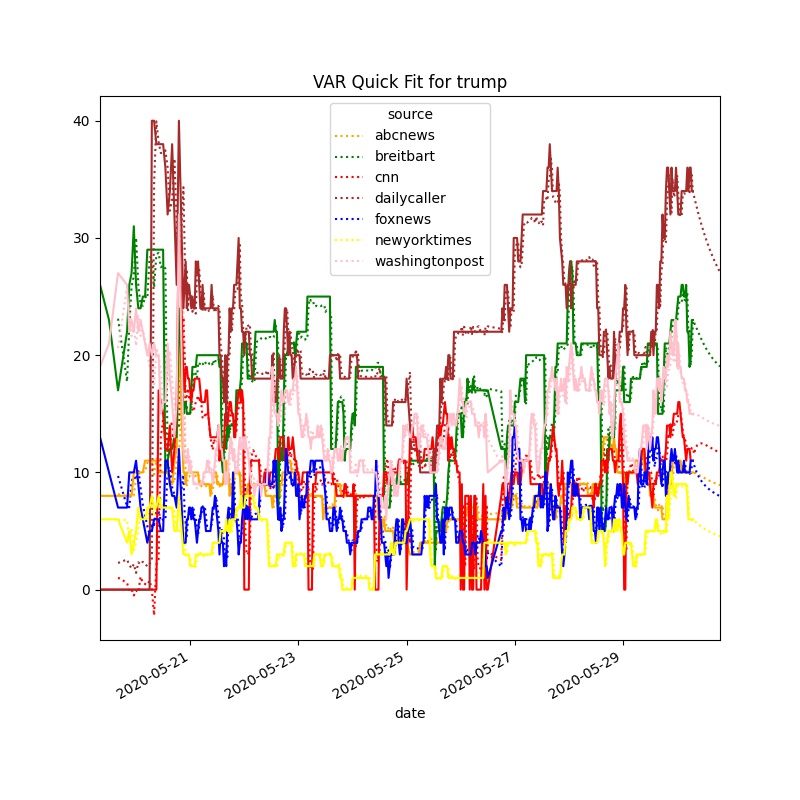 VAR Quick Fit for trump
source
abcnews
breitbart
cnn
dailycaller
foxnews
newyorktimes
washingtonpost
40
30
20
10
0
2020-05-21
2020-05-23
2020-05-25
2020-05-27
2020-05-29
date